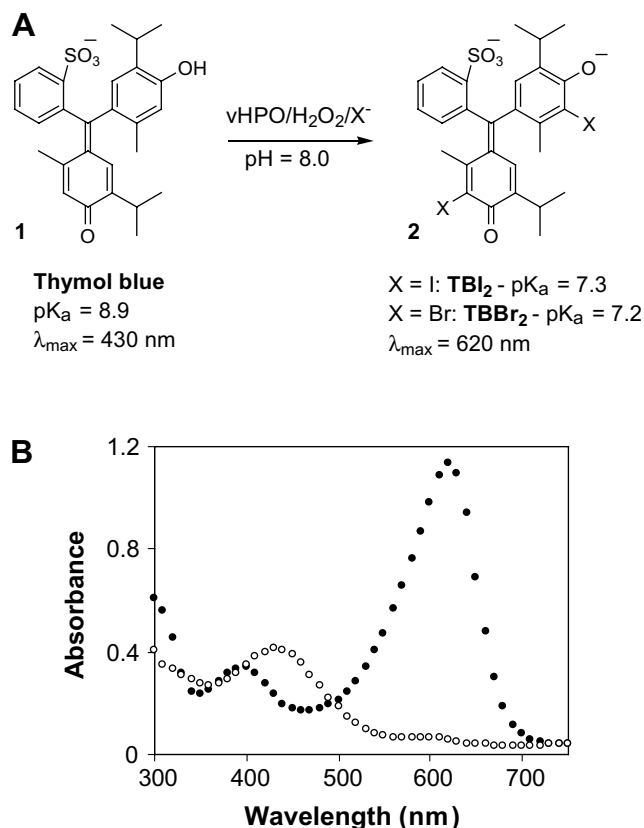 A
SO₃⁻
OH
1
O
vHPO/H₂O₂/X⁻
pH = 8.0
SO₃⁻
O⁻
X
X
2
O
Thymol blue
pKₐ = 8.9
λmax = 430 nm
X = I: TBI₂ - pKₐ = 7.3
X = Br: TBBr₂ - pKₐ = 7.2
λmax = 620 nm
B
1.2
0.8
0.4
0
Absorbance
300 400 500 600 700
Wavelength (nm)